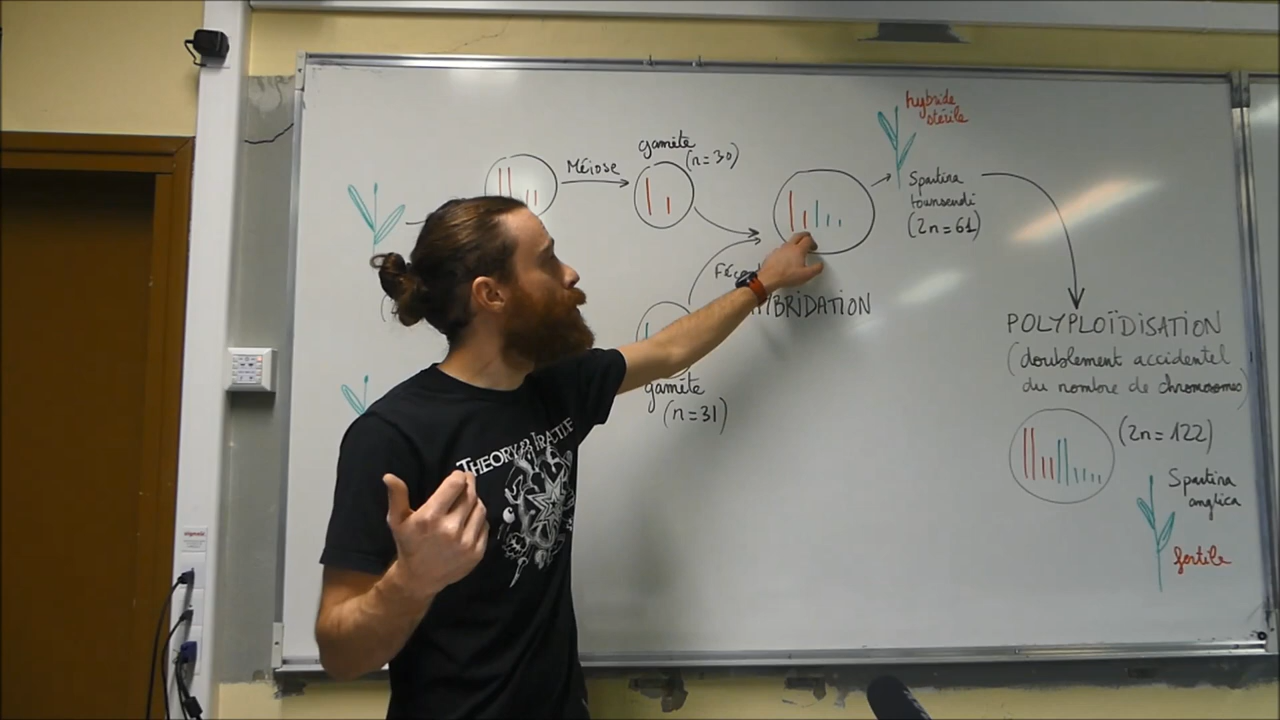 Méiose
gamète
(n=30)
hybride
stérile
Spartina
townsendi
(2n=61)
HYBRIDATION
gamète
(n=31)
POLYPLOÏDISATION
(doublement accidentel
du nombre de chromosomes)
(2n=122)
Spartina
anglica
fertile
THEORY & PRACTICE